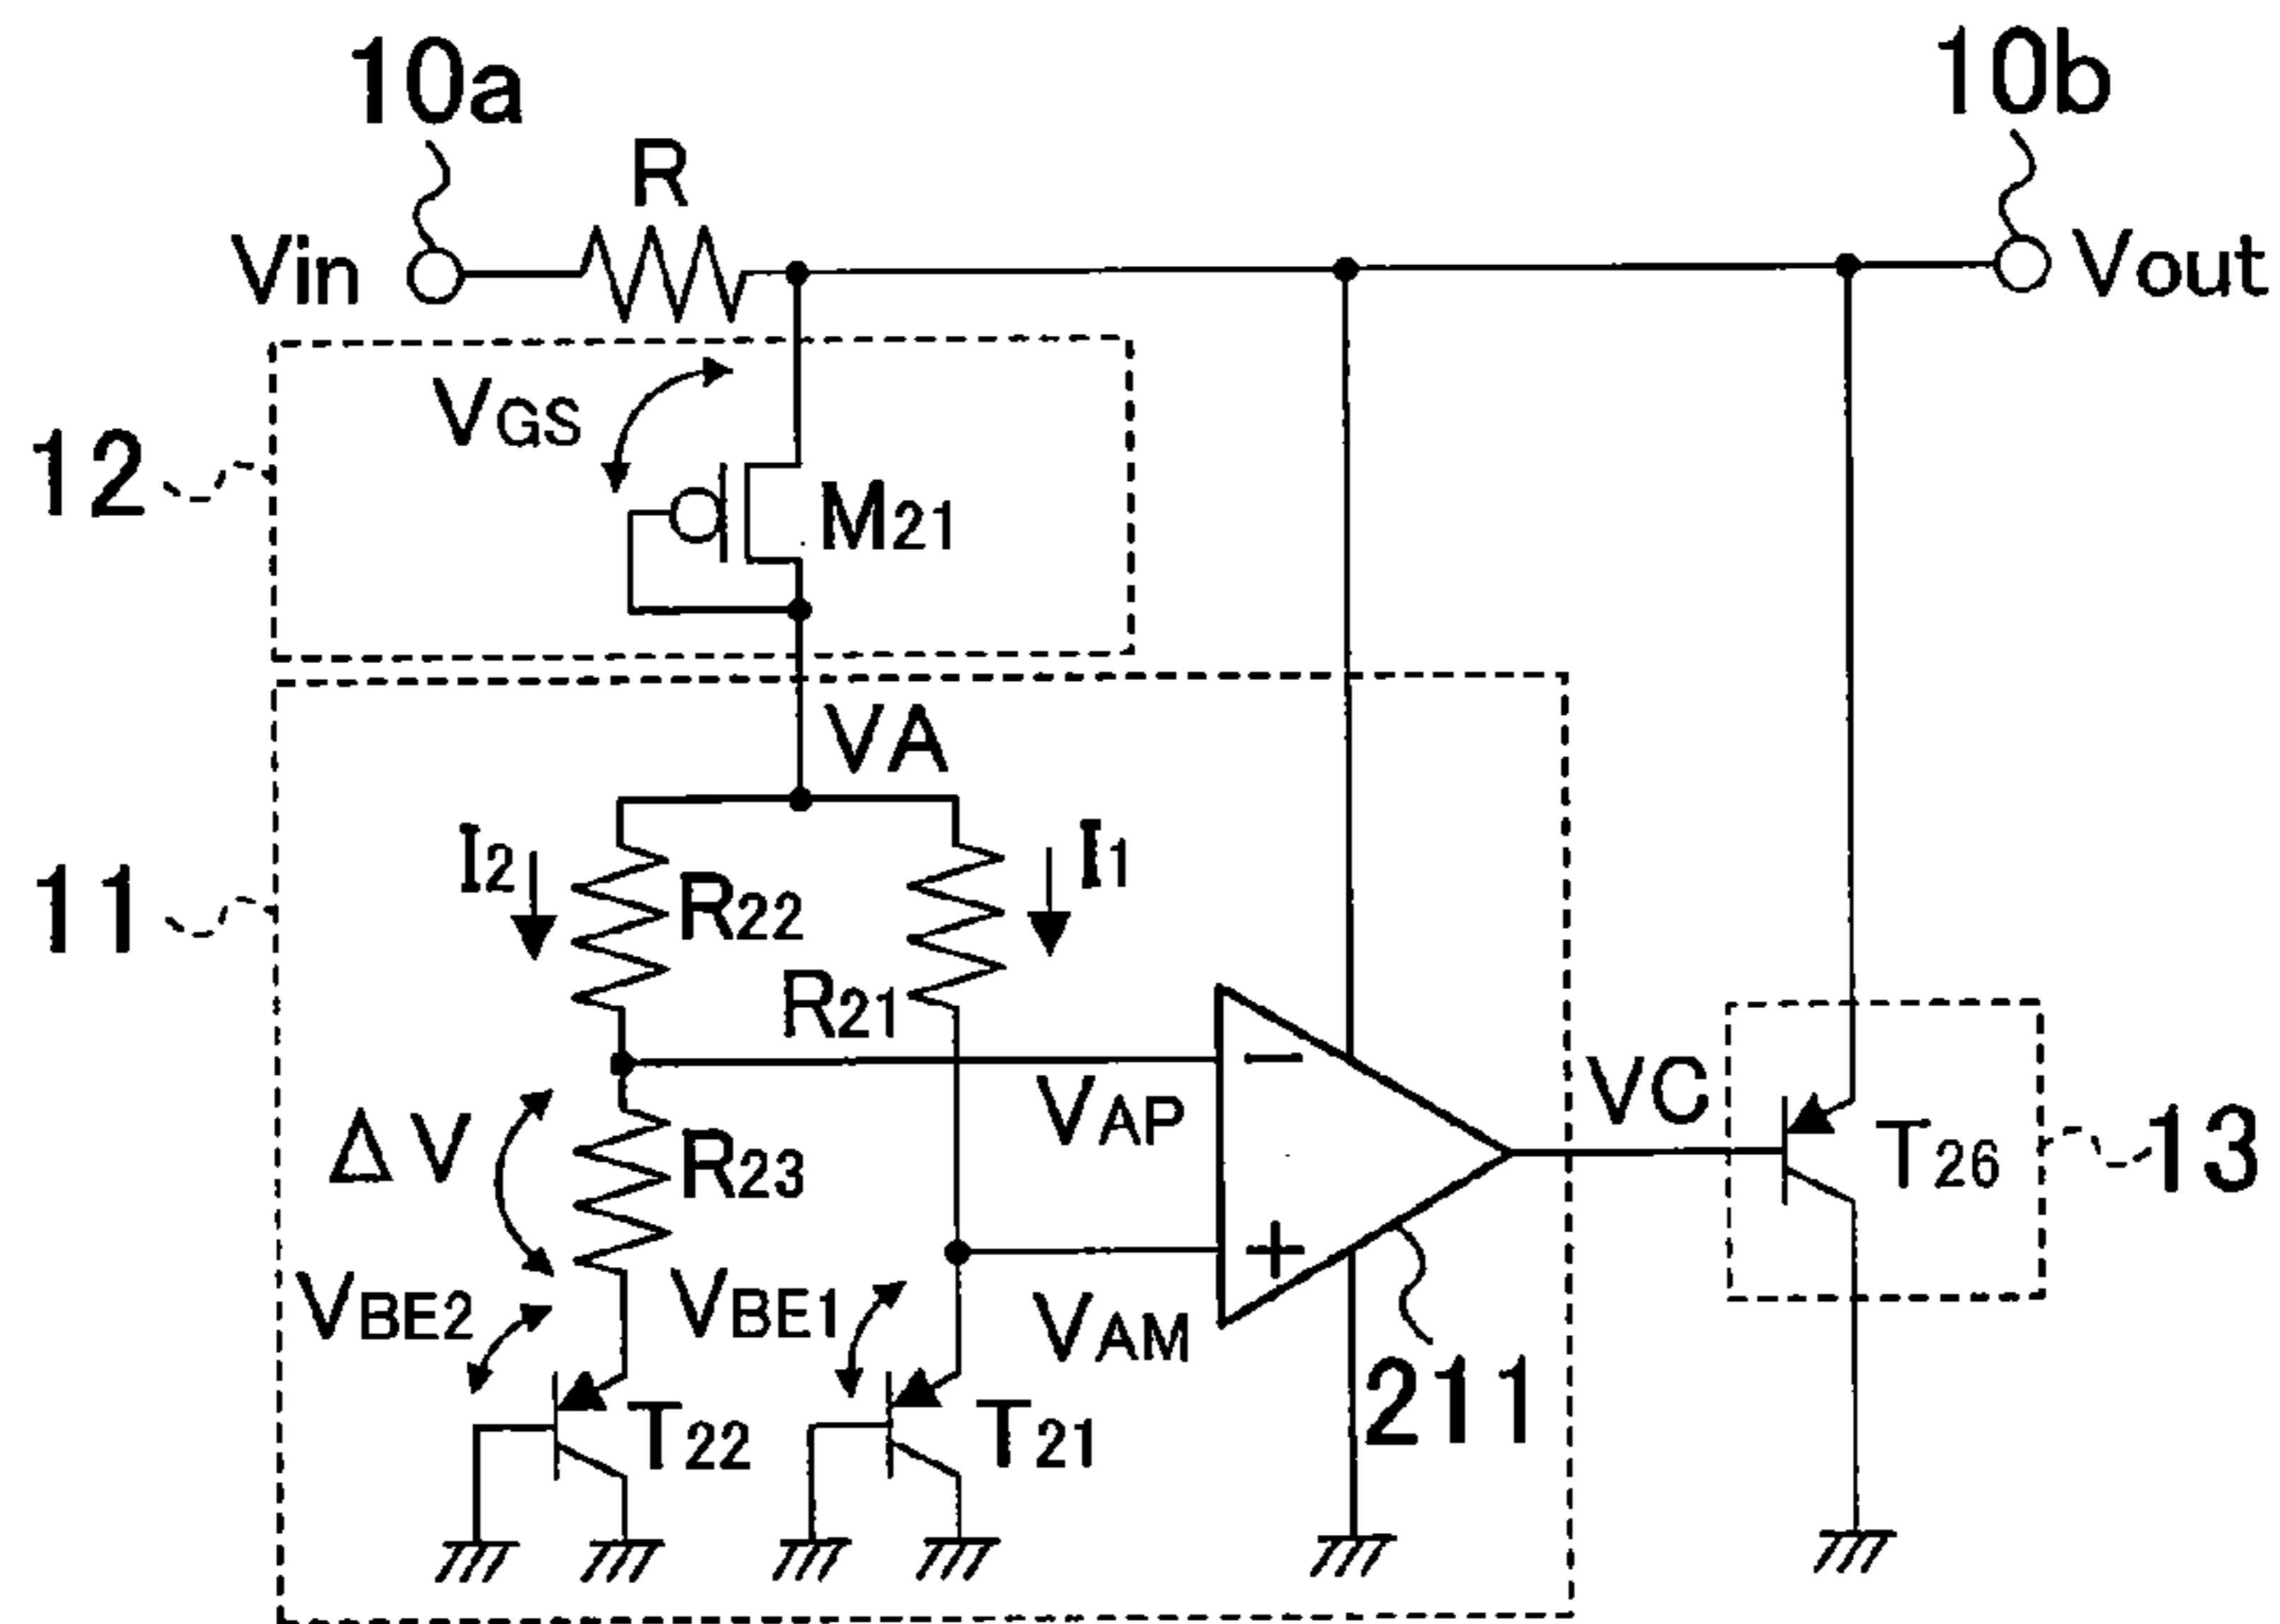 10a
10b
R
Vin
Vout
VGS
12
M21
VA
I2
I1
11
R22
R21
−
VAP
VC
ΔV
R23
T26
13
+
VBE2
VBE1
VAM
211
T22
T21